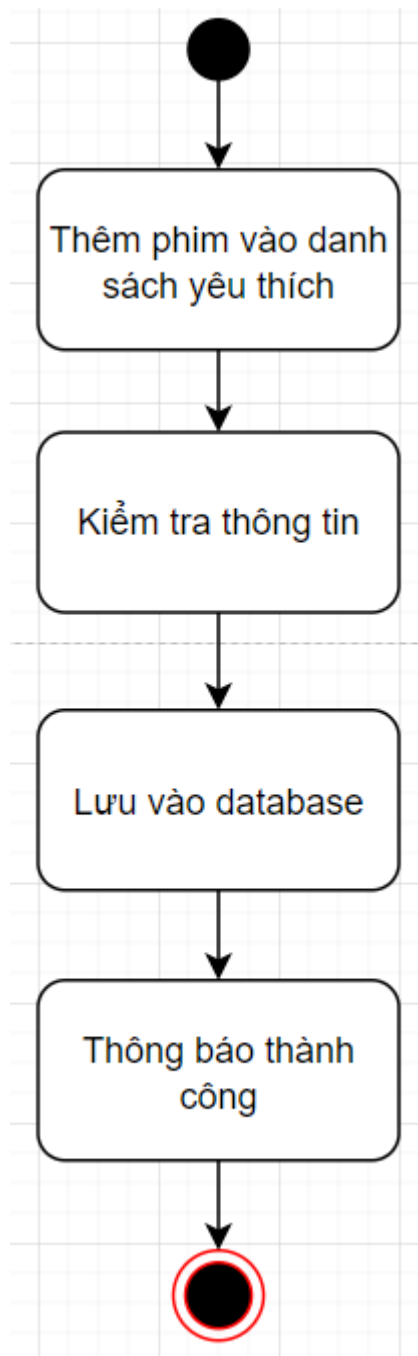 Thêm phim vào danh
sách yêu thích
Kiểm tra thông tin
Lưu vào database
Thông báo thành
công